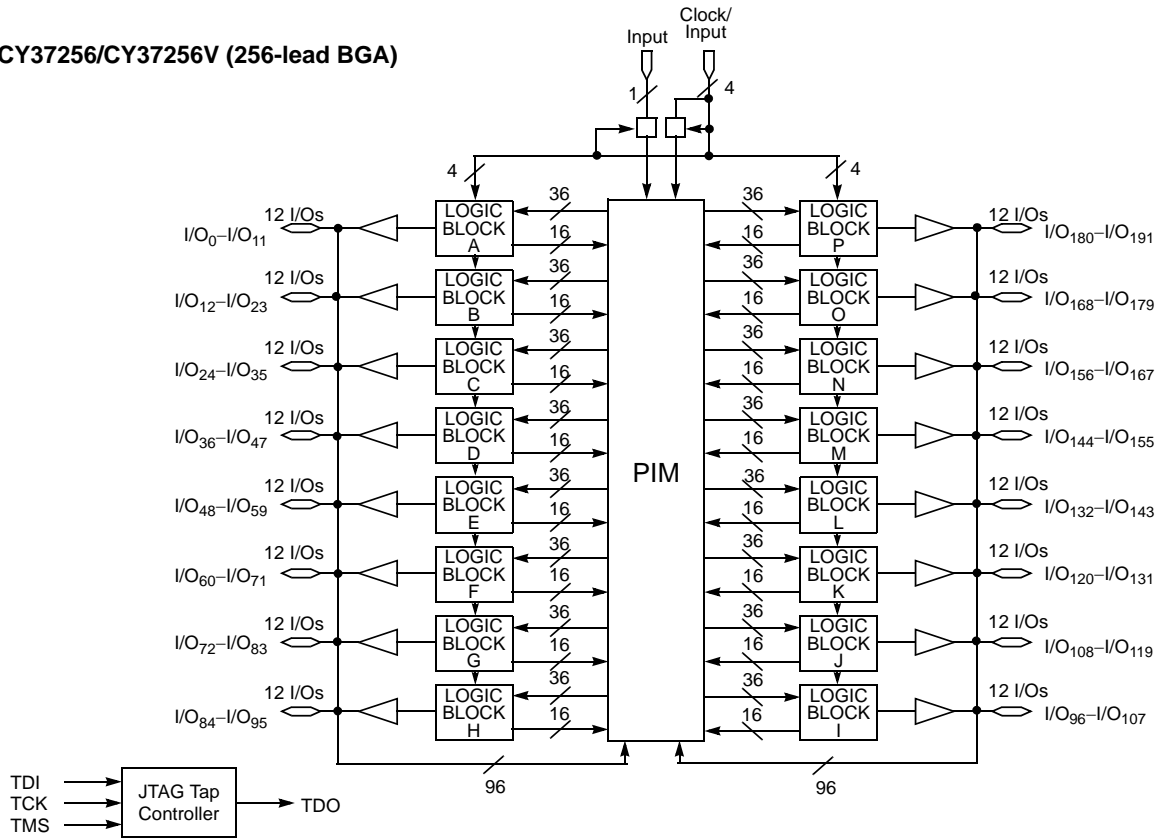 CY37256/CY37256V (256-lead BGA)
Input
Clock/
Input
1
4
4
4
12 I/Os
I/O0–I/O11
LOGIC
BLOCK
A
36
16
36
16
LOGIC
BLOCK
P
12 I/Os
I/O180–I/O191
12 I/Os
I/O12–I/O23
LOGIC
BLOCK
B
36
16
36
16
LOGIC
BLOCK
O
12 I/Os
I/O168–I/O179
12 I/Os
I/O24–I/O35
LOGIC
BLOCK
C
36
16
36
16
LOGIC
BLOCK
N
12 I/Os
I/O156–I/O167
12 I/Os
I/O36–I/O47
LOGIC
BLOCK
D
36
16
PIM
36
16
LOGIC
BLOCK
M
12 I/Os
I/O144–I/O155
12 I/Os
I/O48–I/O59
LOGIC
BLOCK
E
36
16
36
16
LOGIC
BLOCK
L
12 I/Os
I/O132–I/O143
12 I/Os
I/O60–I/O71
LOGIC
BLOCK
F
36
16
36
16
LOGIC
BLOCK
K
12 I/Os
I/O120–I/O131
12 I/Os
I/O72–I/O83
LOGIC
BLOCK
G
36
16
36
16
LOGIC
BLOCK
J
12 I/Os
I/O108–I/O119
12 I/Os
I/O84–I/O95
LOGIC
BLOCK
H
36
16
36
16
LOGIC
BLOCK
I
12 I/Os
I/O96–I/O107
96
96
TDI
TCK
TMS
JTAG Tap
Controller
TDO